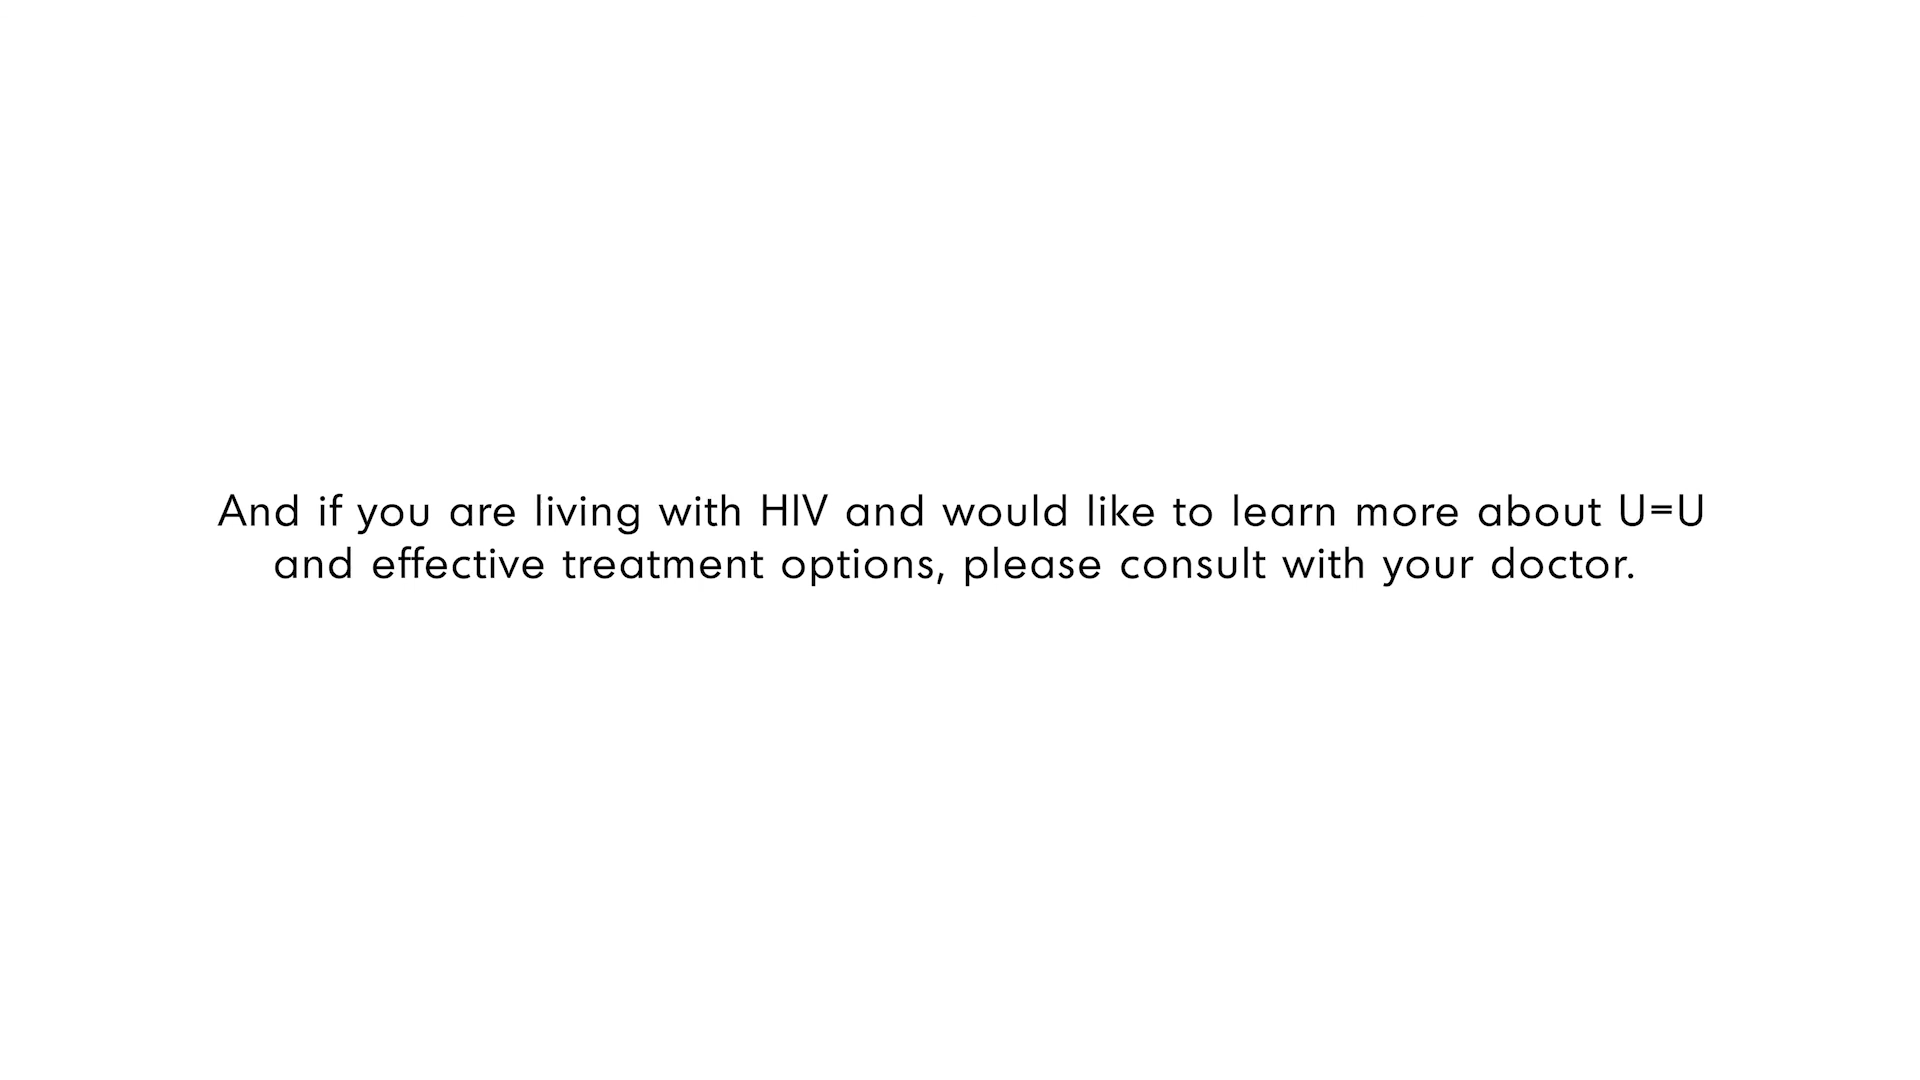 And if you are living with HIV and would like to learn more about U=U
and effective treatment options, please consult with your doctor.